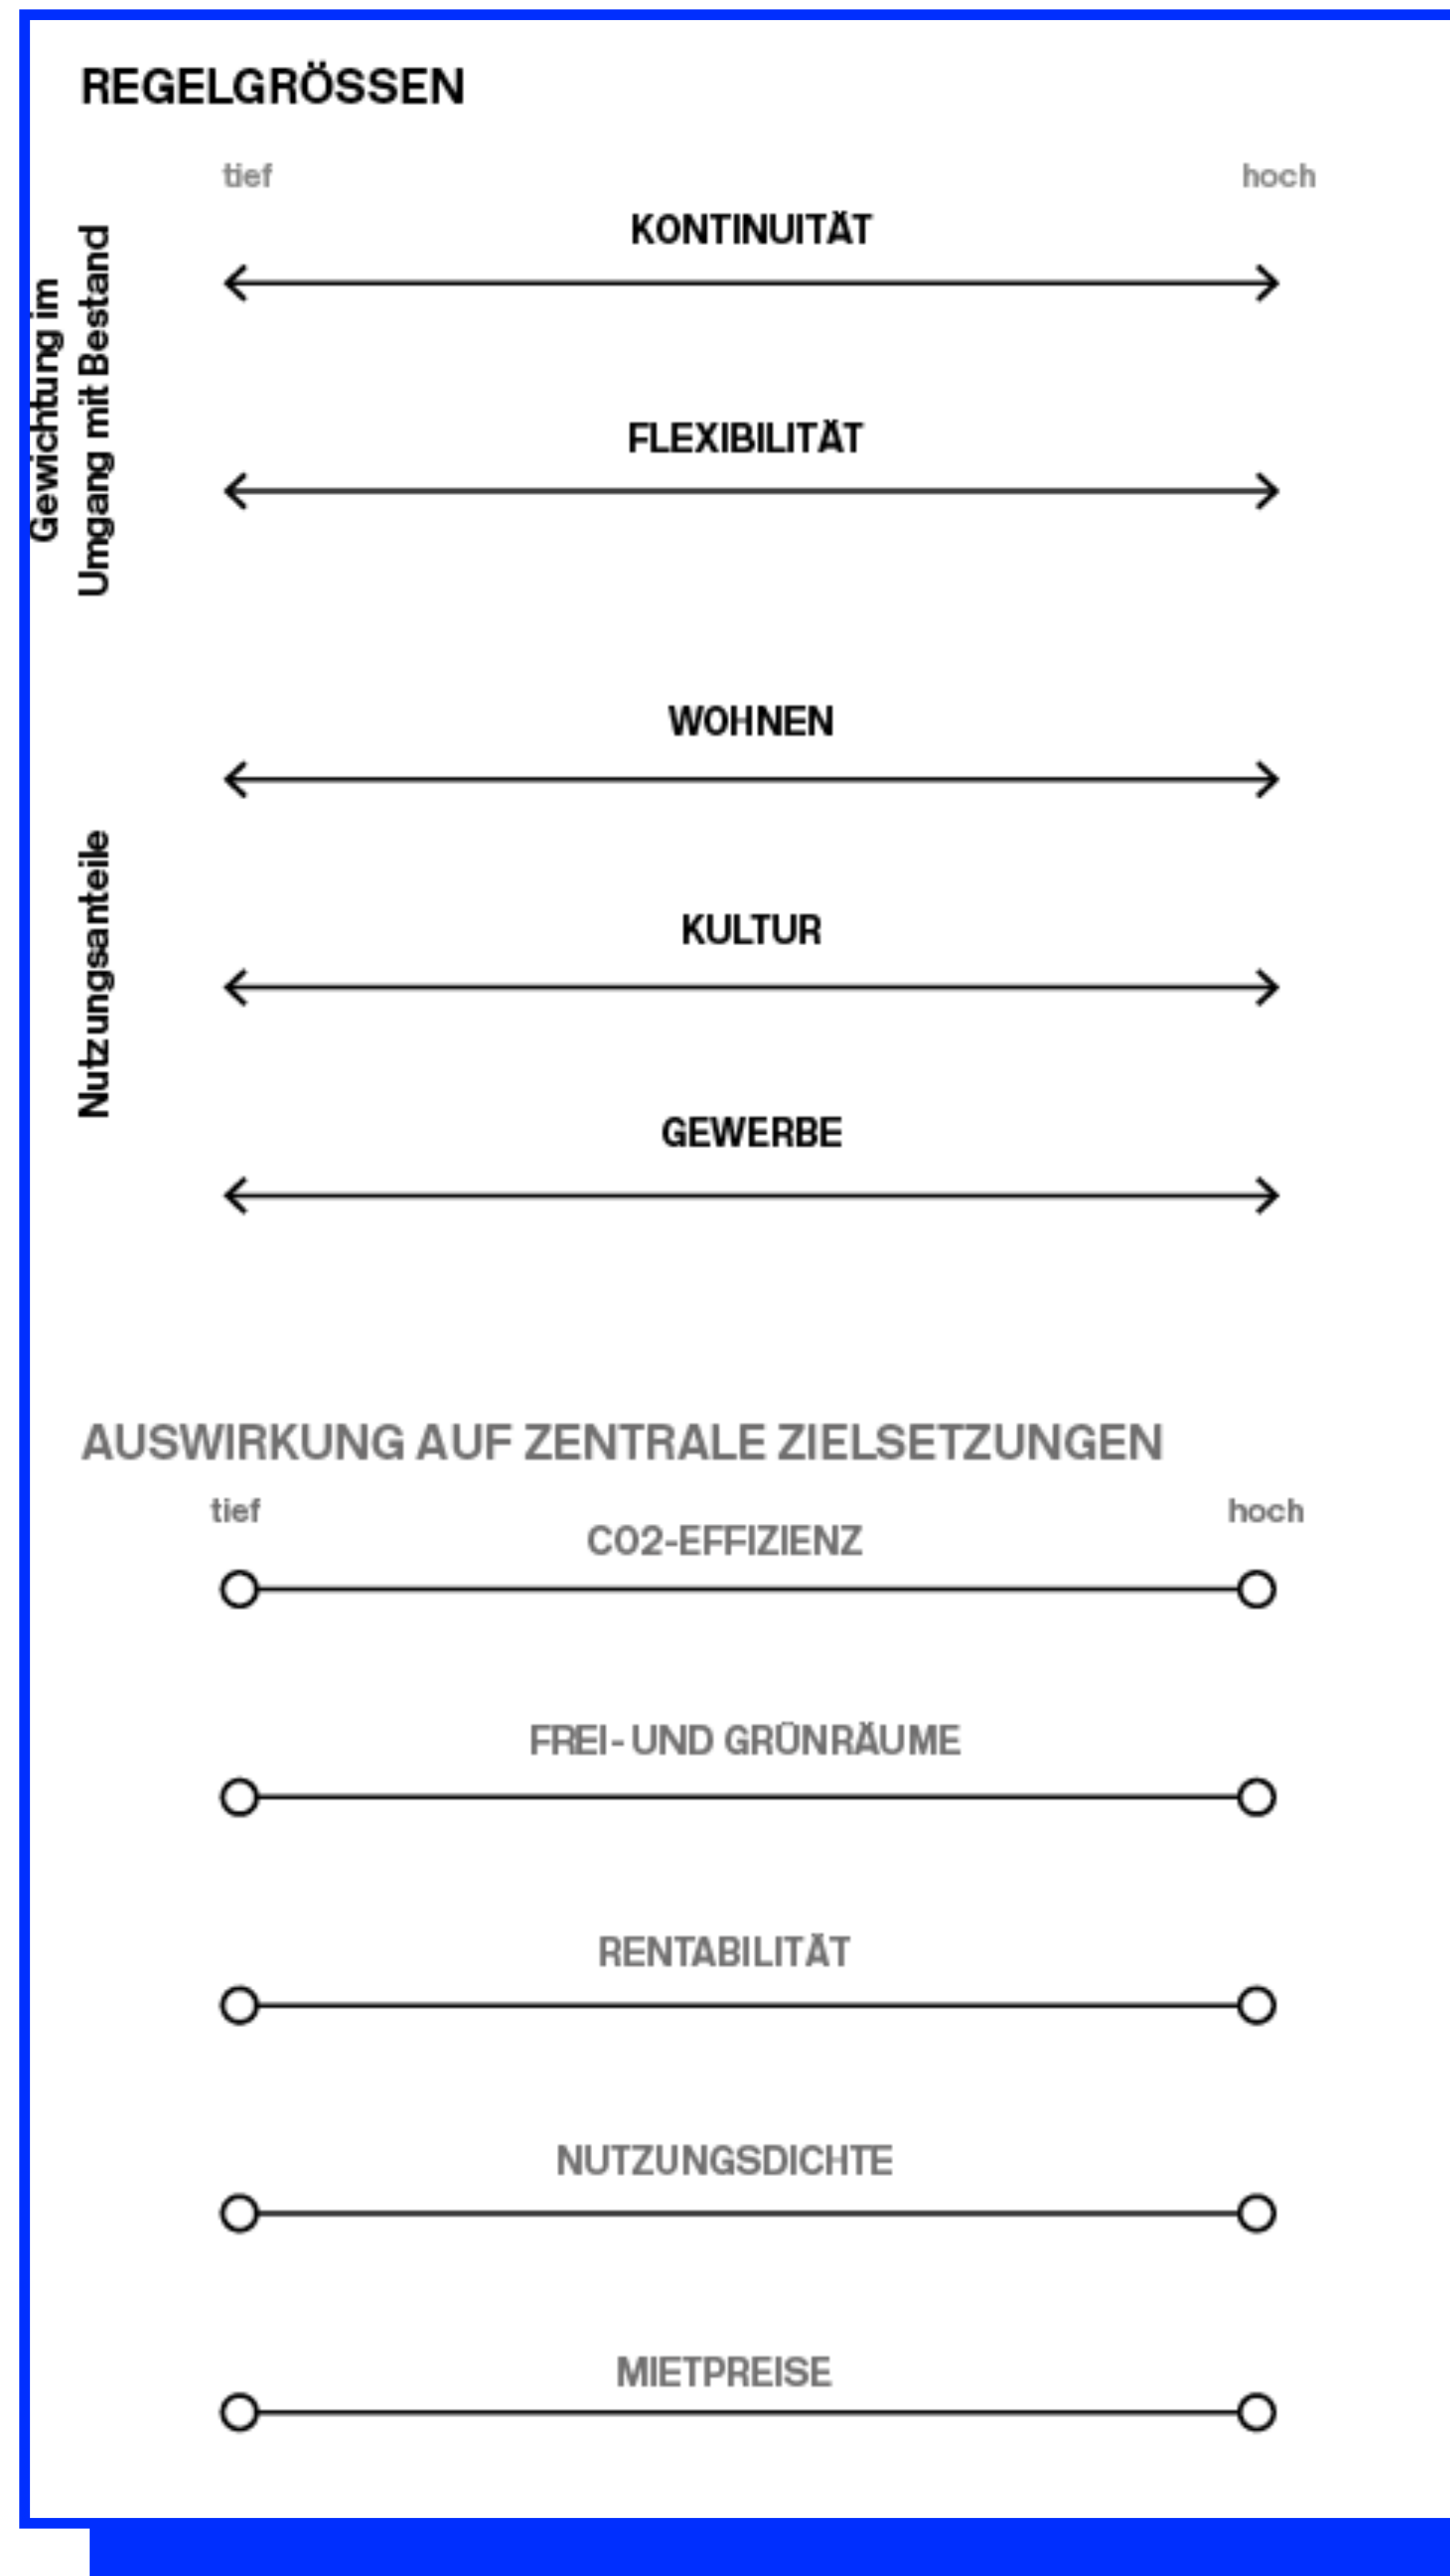 REGELGRÖSSEN
tief
hoch
Gewichtung im
Umgang mit Bestand
KONTINUITÄT
FLEXIBILITÄT
Nutzungsanteile
WOHNEN
KULTUR
GEWERBE
AUSWIRKUNG AUF ZENTRALE ZIELSETZUNGEN
tief
hoch
CO2-EFFIZIENZ
FREI- UND GRÜNRÄUME
RENTABILITÄT
NUTZUNGSDICHTE
MIETPREISE